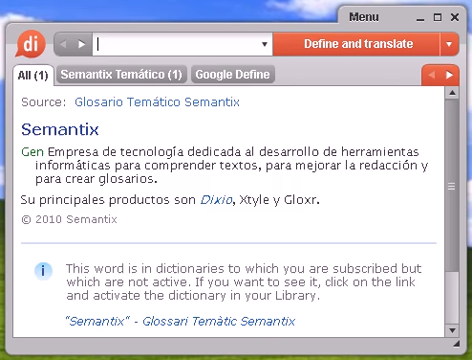 Menu
di
Define and translate
All (1) Semantix Temático (1) Google Define
Source: Glosario Temático Semantix
Semantix
Gen Empresa de tecnología dedicada al desarrollo de herramientas
informáticas para comprender textos, para mejorar la redacción y
para crear glosarios.
Su principales productos son Dixio, Xtyle y Gloxr.
© 2010 Semantix
i
This word is in dictionaries to which you are subscribed but
which are not active. If you want to see it, click on the link
and activate the dictionary in your Library.
"Semantix" - Glossari Temàtic Semantix